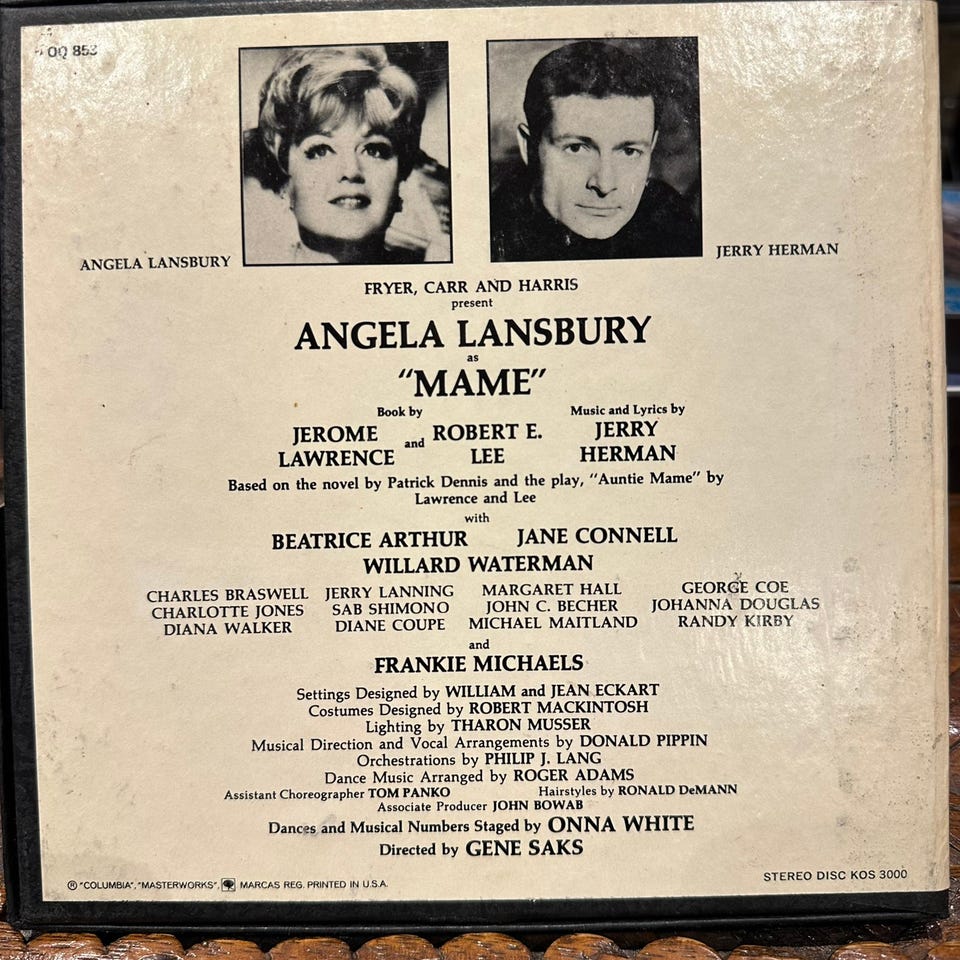 OQ 853
ANGELA LANSBURY
JERRY HERMAN
FRYER, CARR AND HARRIS
present
ANGELA LANSBURY
as
"MAME"
Book by Music and Lyrics by
JEROME LAWRENCE and ROBERT E. LEE JERRY HERMAN
Based on the novel by Patrick Dennis and the play, "Auntie Mame" by
Lawrence and Lee
with
BEATRICE ARTHUR JANE CONNELL
WILLARD WATERMAN
CHARLES BRASWELL JERRY LANNING MARGARET HALL GEORGE COE
CHARLOTTE JONES SAB SHIMONO JOHN C. BECHER JOHANNA DOUGLAS
DIANA WALKER DIANE COUPE MICHAEL MAITLAND RANDY KIRBY
and
FRANKIE MICHAELS
Settings Designed by WILLIAM and JEAN ECKART
Costumes Designed by ROBERT MACKINTOSH
Lighting by THARON MUSSER
Musical Direction and Vocal Arrangements by DONALD PIPPIN
Orchestrations by PHILIP J. LANG
Dance Music Arranged by ROGER ADAMS
Assistant Choreographer TOM PANKO Hairstyles by RONALD DeMANN
Associate Producer JOHN BOWAB
Dances and Musical Numbers Staged by ONNA WHITE
Directed by GENE SAKS
® "COLUMBIA", "MASTERWORKS", MARCAS REG. PRINTED IN U.S.A.
STEREO DISC KOS 3000